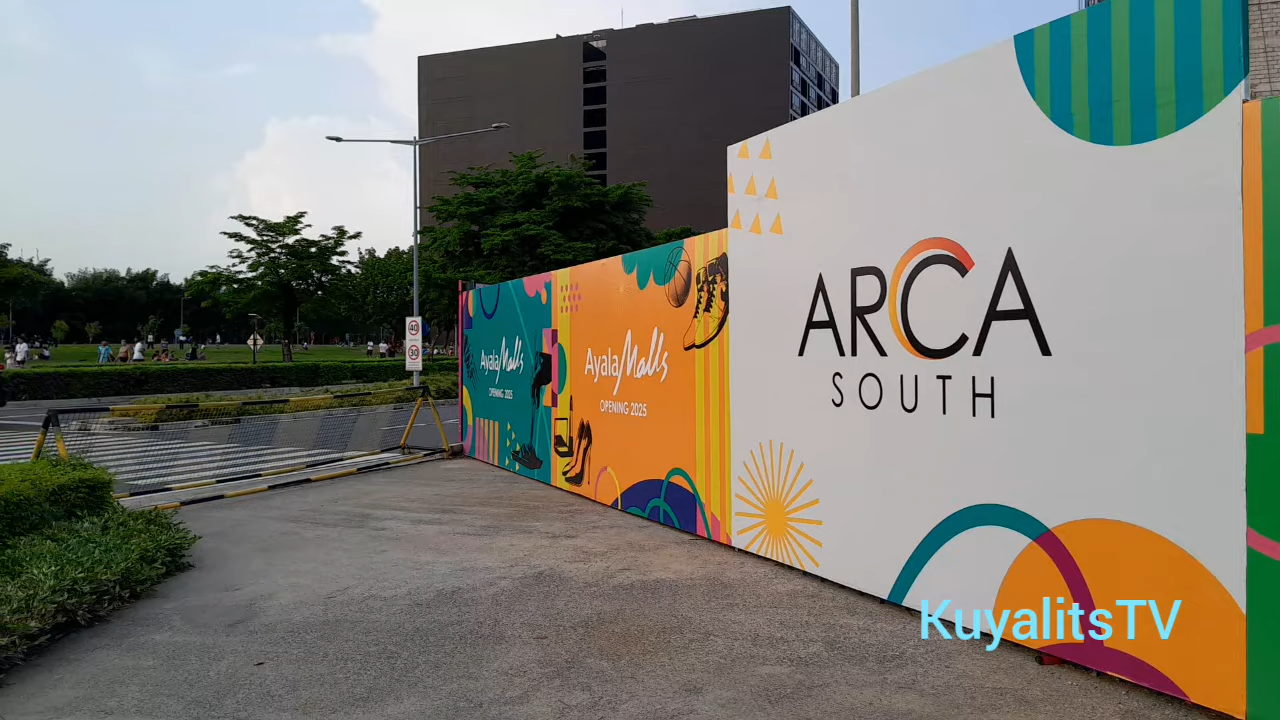 Ayala Malls
OPENING 2025
Ayala Malls
OPENING 2025
ARCA
SOUTH
40
30
KuyalitsTV